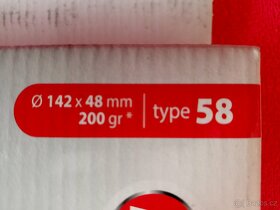 Ø 142 x 48 mm
200 gr *
type 58